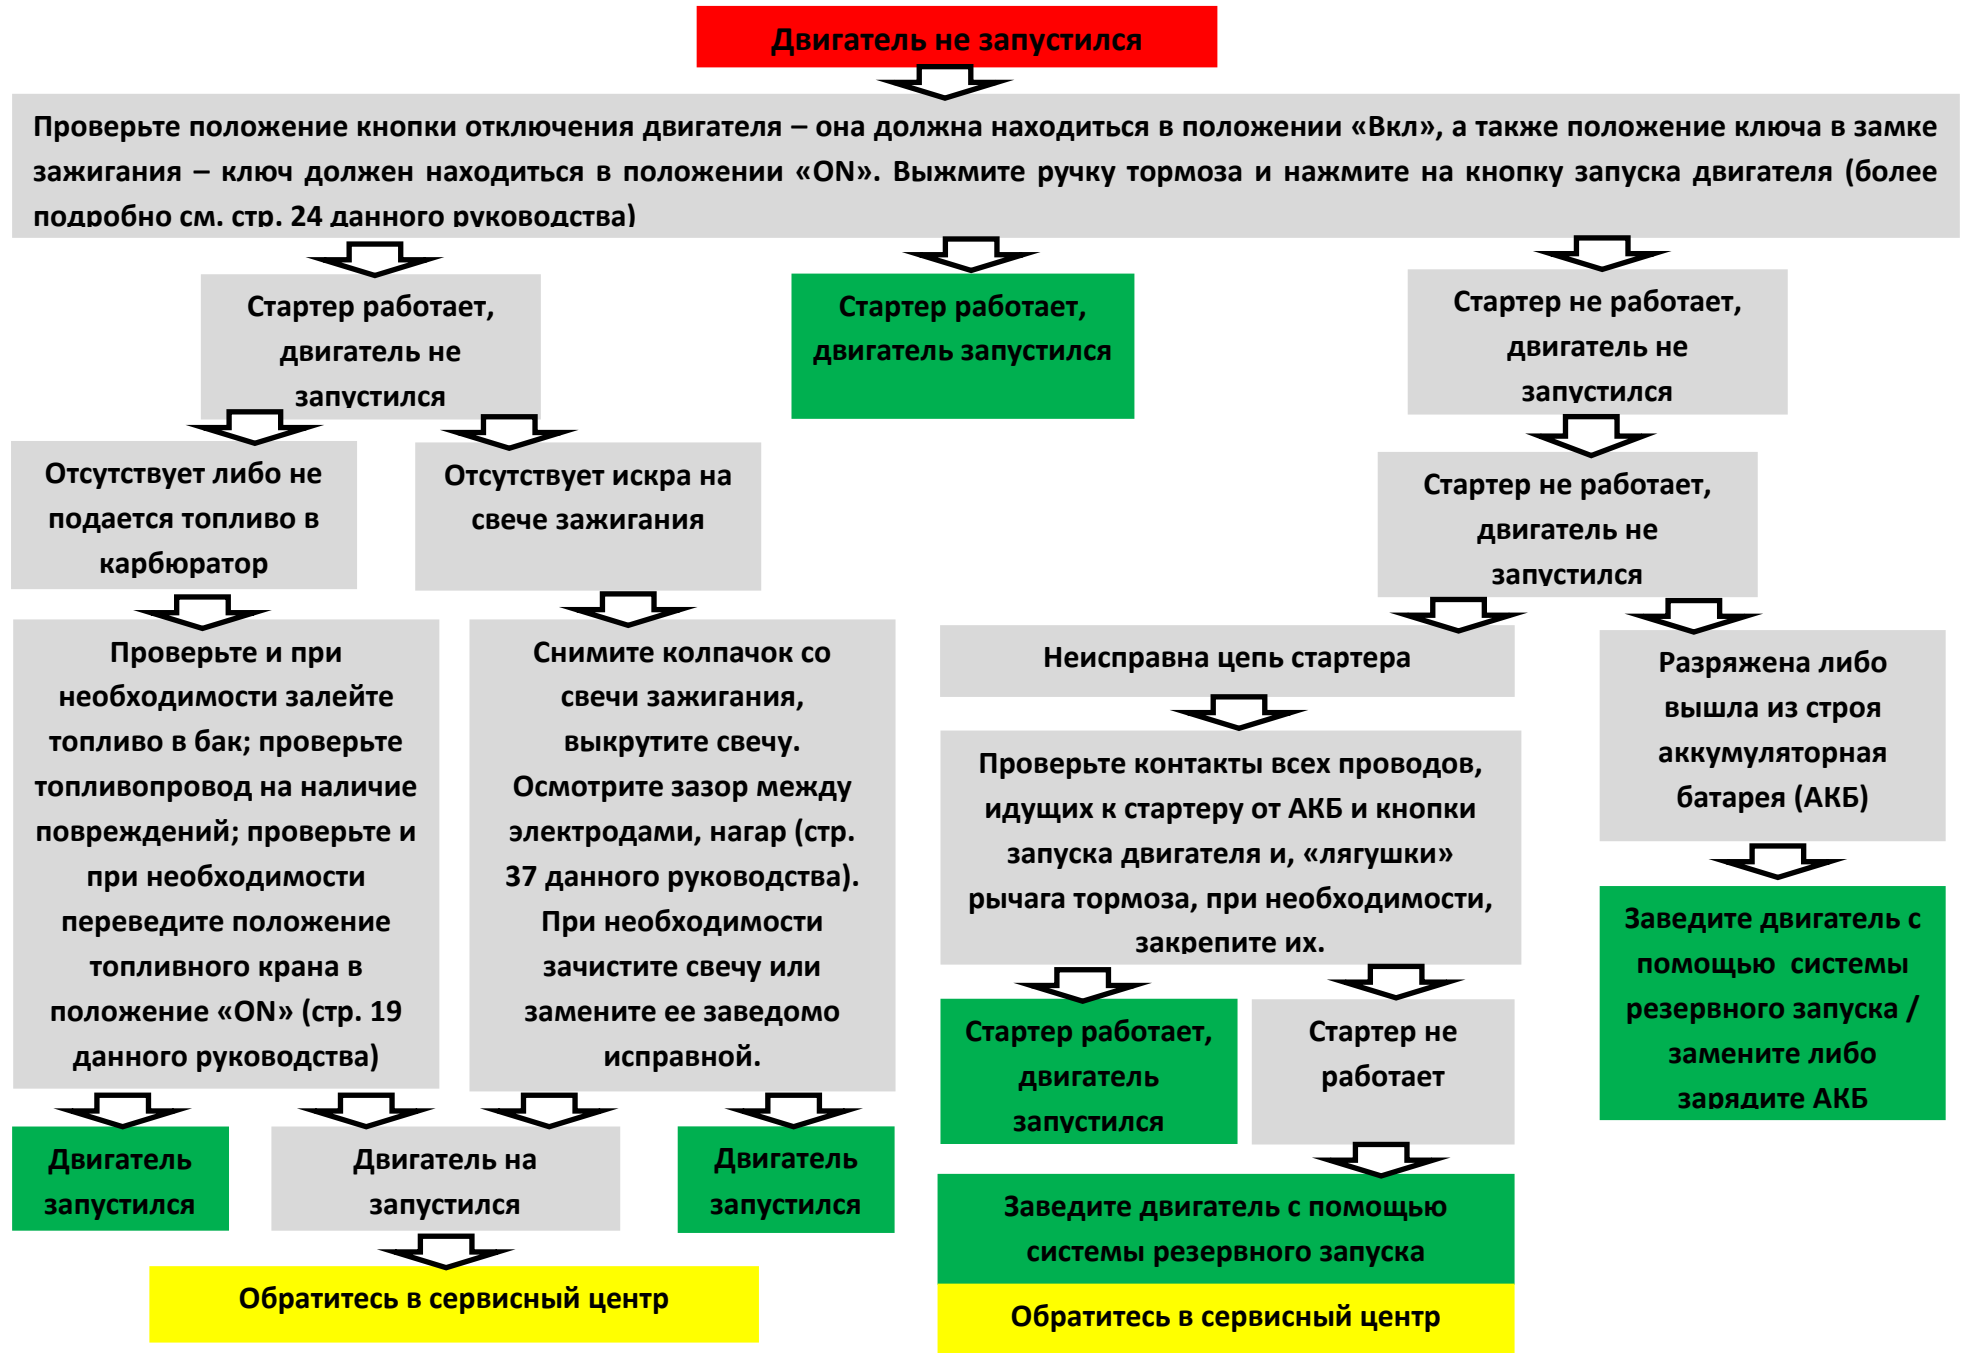 Двигатель не запустился
Проверьте положение кнопки отключения двигателя – она должна находиться в положении «Вкл», а также положение ключа в замке
зажигания – ключ должен находиться в положении «ON». Выжмите ручку тормоза и нажмите на кнопку запуска двигателя (более
подробно см. стр. 24 данного руководства)
Стартер работает,
двигатель не
запустился
Стартер работает,
двигатель запустился
Стартер не работает,
двигатель не
запустился
Отсутствует либо не
подается топливо в
карбюратор
Отсутствует искра на
свече зажигания
Стартер не работает,
двигатель не
запустился
Проверьте и при
необходимости залейте
топливо в бак; проверьте
топливопровод на наличие
повреждений; проверьте и
при необходимости
переведите положение
топливного крана в
положение «ON» (стр. 19
данного руководства)
Снимите колпачок со
свечи зажигания,
выкрутите свечу.
Осмотрите зазор между
электродами, нагар (стр.
37 данного руководства).
При необходимости
зачистите свечу или
замените ее заведомо
исправной.
Неисправна цепь стартера
Разряжена либо
вышла из строя
аккумуляторная
батарея (АКБ)
Проверьте контакты всех проводов,
идущих к стартеру от АКБ и кнопки
запуска двигателя и, «лягушки»
рычага тормоза, при необходимости,
закрепите их.
Заведите двигатель с
помощью системы
резервного запуска /
замените либо
зарядите АКБ
Стартер работает,
двигатель
запустился
Стартер не
работает
Двигатель
запустился
Двигатель на
запустился
Двигатель
запустился
Заведите двигатель с помощью
системы резервного запуска
Обратитесь в сервисный центр
Обратитесь в сервисный центр